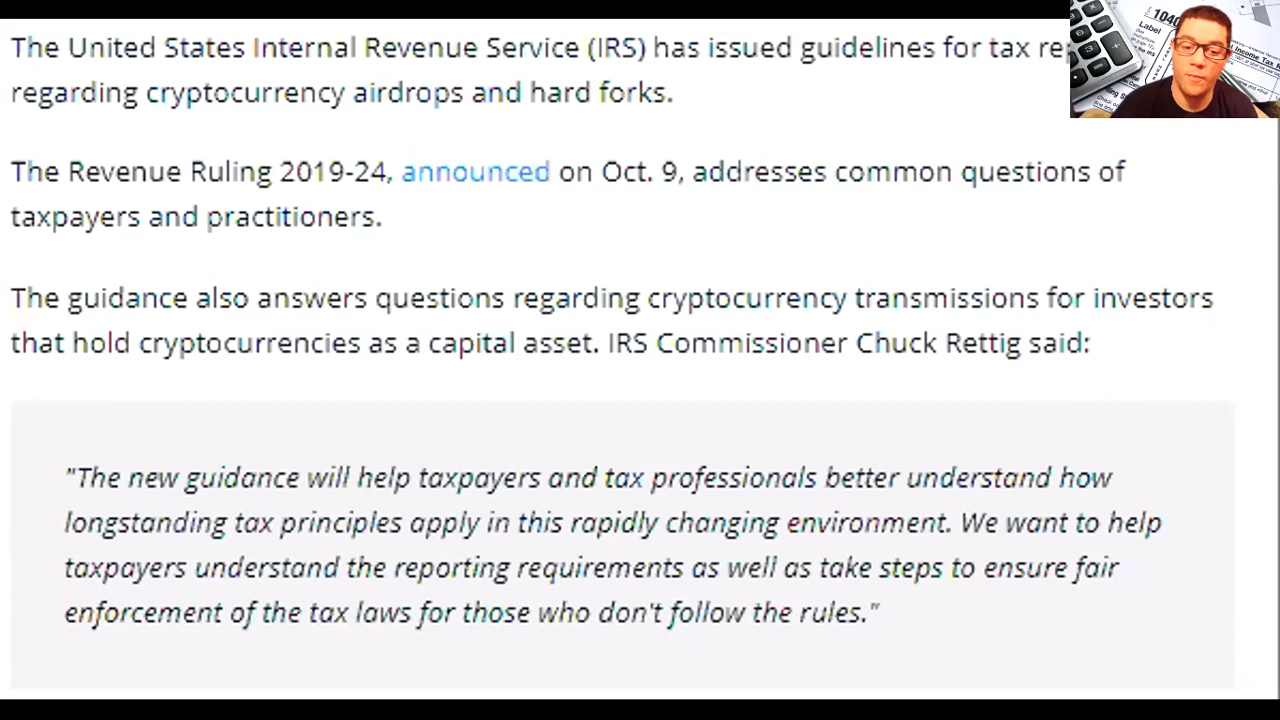 The United States Internal Revenue Service (IRS) has issued guidelines for tax
regarding cryptocurrency airdrops and hard forks.
The Revenue Ruling 2019-24, announced on Oct. 9, addresses common questions of
taxpayers and practitioners.
The guidance also answers questions regarding cryptocurrency transmissions for investors
that hold cryptocurrencies as a capital asset. IRS Commissioner Chuck Rettig said:
"The new guidance will help taxpayers and tax professionals better understand how
longstanding tax principles apply in this rapidly changing environment. We want to help
taxpayers understand the reporting requirements as well as take steps to ensure fair
enforcement of the tax laws for those who don't follow the rules."
1040
Label
Income Tax